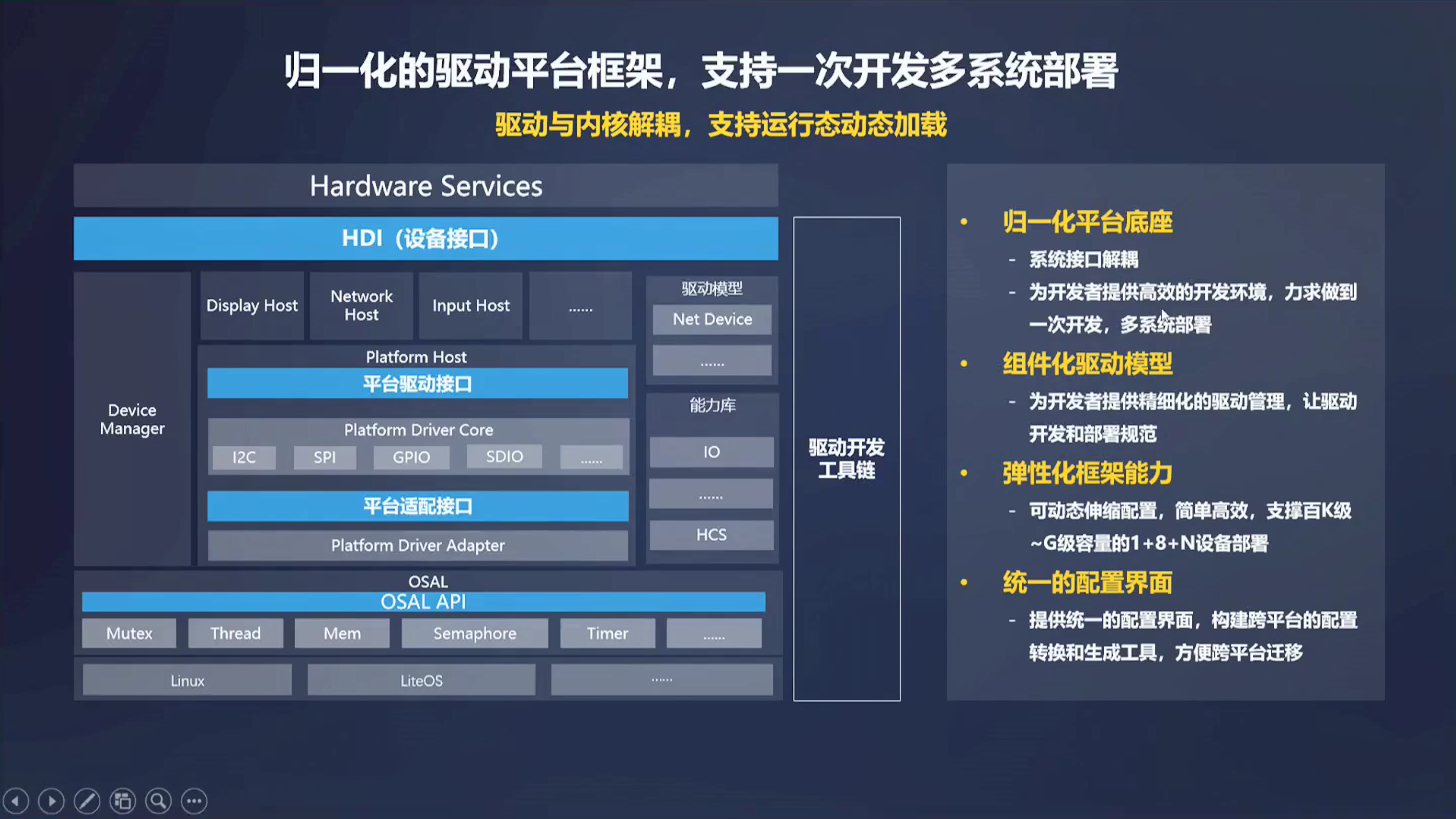 归一化的驱动平台框架，支持一次开发多系统部署
驱动与内核解耦，支持运行态动态加载
Hardware Services
HDI（设备接口）
Device
Manager
Display Host
Network
Host
Input Host
......
Platform Host
平台驱动接口
Platform Driver Core
I2C
SPI
GPIO
SDIO
......
平台适配接口
Platform Driver Adapter
驱动模型
Net Device
......
能力库
IO
......
HCS
OSAL
OSAL API
Mutex
Thread
Mem
Semaphore
Timer
......
Linux
LiteOS
......
驱动开发
工具链
• 归一化平台底座
- 系统接口解耦
- 为开发者提供高效的开发环境，力求做到
一次开发，多系统部署
• 组件化驱动模型
- 为开发者提供精细化的驱动管理，让驱动
开发和部署规范
• 弹性化框架能力
- 可动态伸缩配置，简单高效，支撑百K级
~G级容量的1+8+N设备部署
• 统一的配置界面
- 提供统一的配置界面，构建跨平台的配置
转换和生成工具，方便跨平台迁移